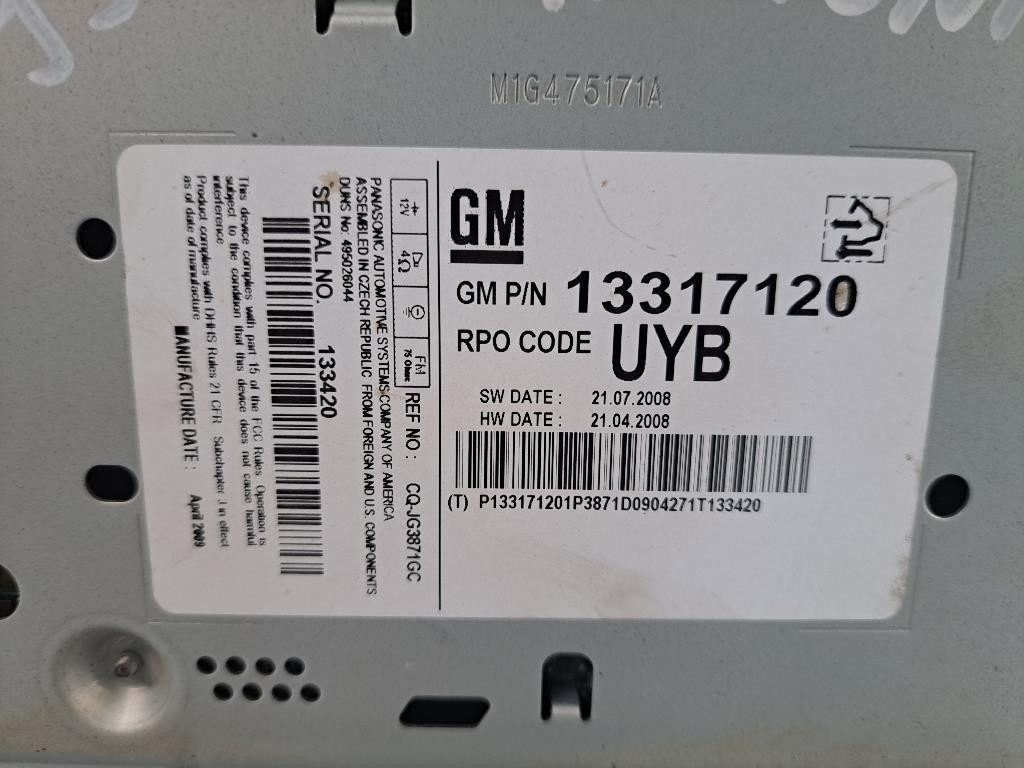 M1G475171A
GM
GM P/N 13317120
RPO CODE UYB
SW DATE : 21.07.2008
HW DATE : 21.04.2008
(T) P133171201P3871D0904271T133420
12V
4Ω
FM
75 Ohms
REF NO : CQ-JG3871GC
PANASONIC AUTOMOTIVE SYSTEMS COMPANY OF AMERICA
ASSEMBLED IN CZECH REPUBLIC FROM FOREIGN AND U.S. COMPONENTS
DUNS No: 495026044
SERIAL NO. 133420
This device complies with part 15 of the FCC Rules. Operation is
subject to the condition that this device does not cause harmful
interference.
Product complies with DHHS Rules 21 CFR Subchapter J in effect
as of date of manufacture
MANUFACTURE DATE : April 2009